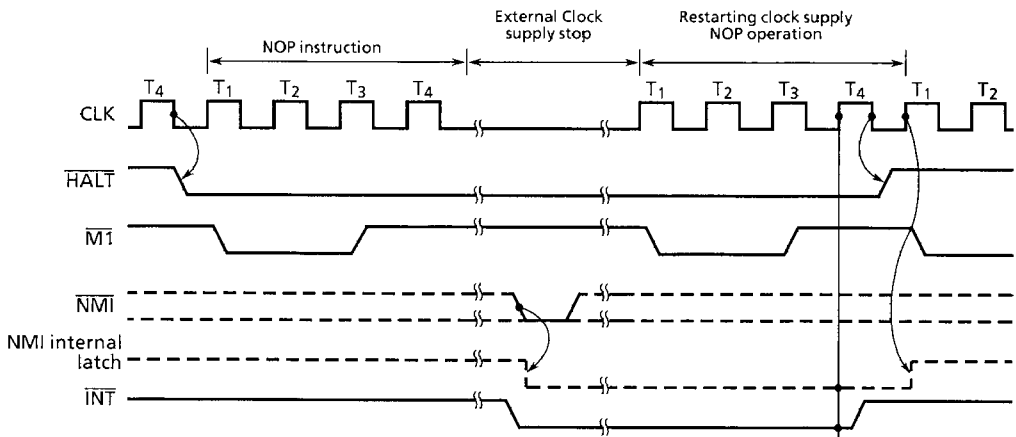 External Clock
supply stop
Restarting clock supply
NOP operation
NOP instruction
T4 T1 T2 T3 T4 T1 T2 T3 T4 T1 T2
CLK
HALT
M1
NMI
NMI internal
latch
INT